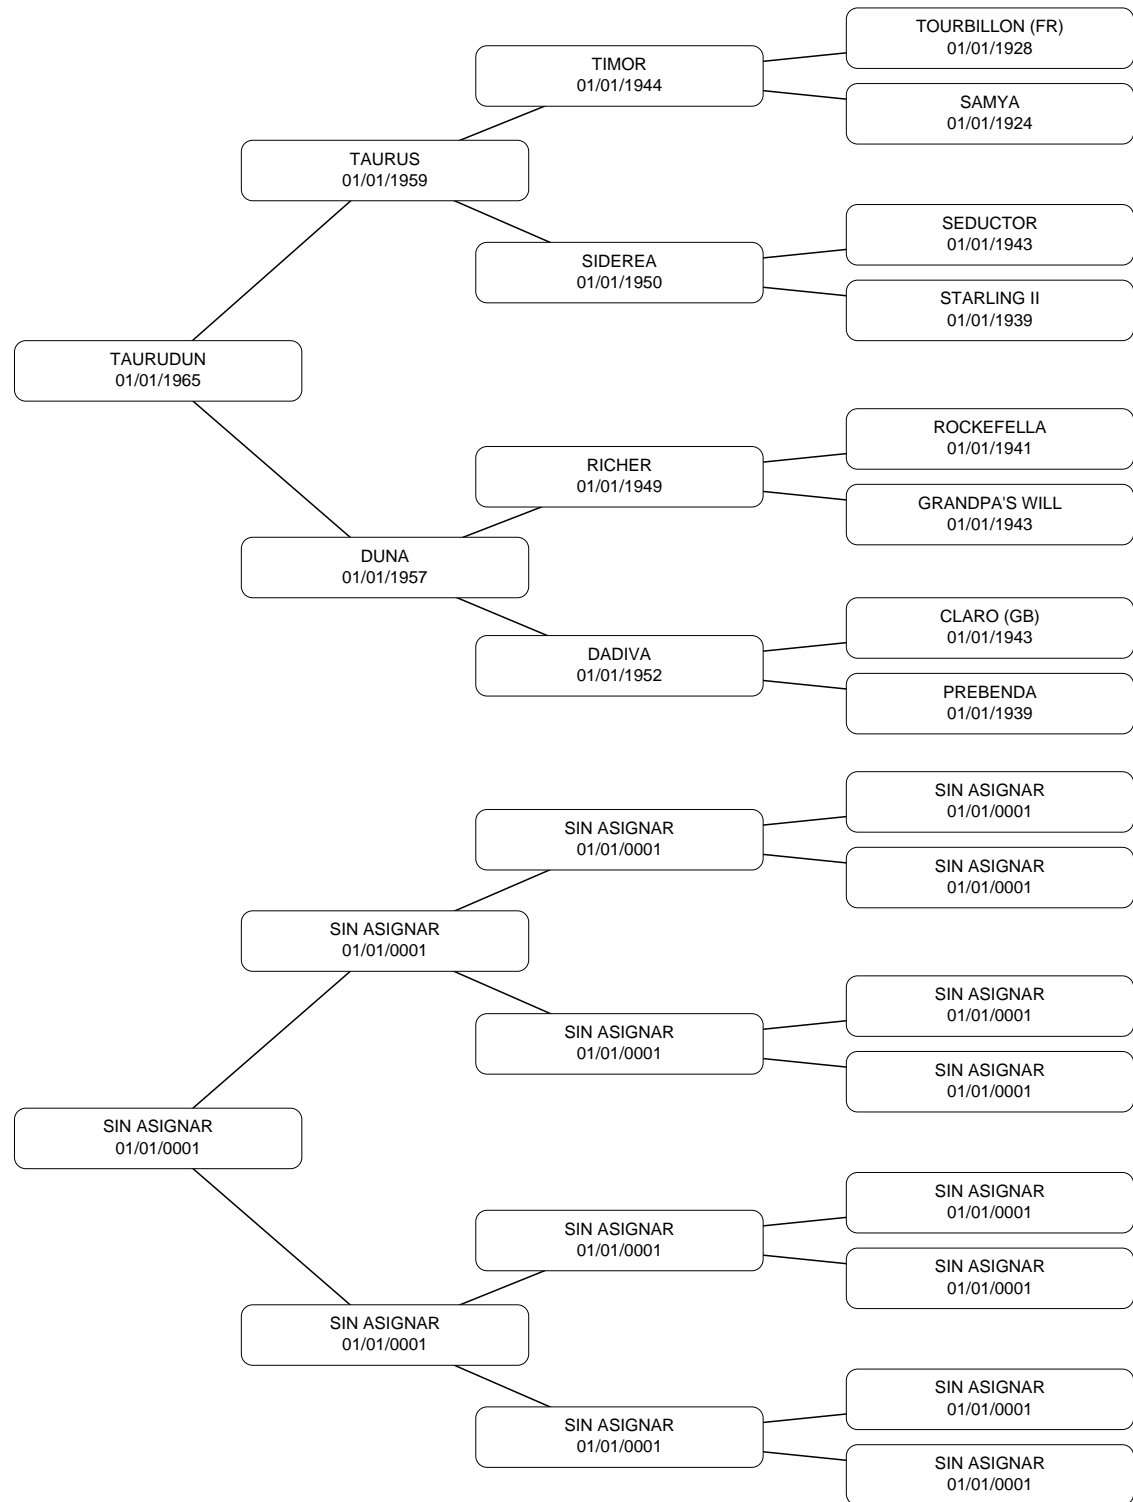 TOURBILLON (FR)
01/01/1928
TIMOR
01/01/1944
SAMYA
01/01/1924
TAURUS
01/01/1959
SEDUCTOR
01/01/1943
SIDEREA
01/01/1950
STARLING II
01/01/1939
TAURUDUN
01/01/1965
ROCKEFELLA
01/01/1941
RICHER
01/01/1949
GRANDPA'S WILL
01/01/1943
DUNA
01/01/1957
CLARO (GB)
01/01/1943
DADIVA
01/01/1952
PREBENDA
01/01/1939
SIN ASIGNAR
01/01/0001
SIN ASIGNAR
01/01/0001
SIN ASIGNAR
01/01/0001
SIN ASIGNAR
01/01/0001
SIN ASIGNAR
01/01/0001
SIN ASIGNAR
01/01/0001
SIN ASIGNAR
01/01/0001
SIN ASIGNAR
01/01/0001
SIN ASIGNAR
01/01/0001
SIN ASIGNAR
01/01/0001
SIN ASIGNAR
01/01/0001
SIN ASIGNAR
01/01/0001
SIN ASIGNAR
01/01/0001
SIN ASIGNAR
01/01/0001
SIN ASIGNAR
01/01/0001